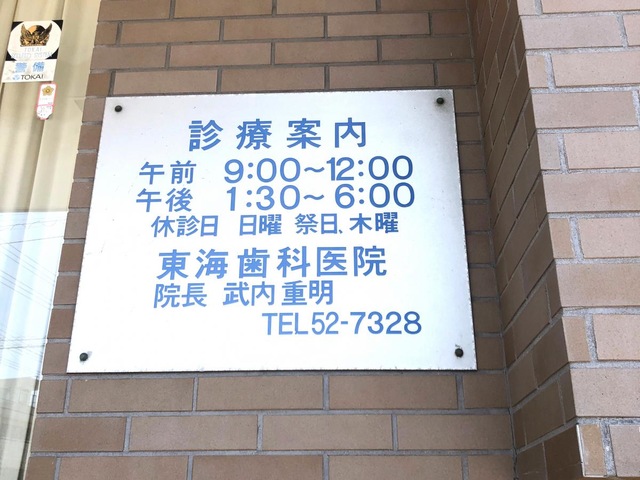 診療案内
午前 9:00～12:00
午後 1:30～6:00
休診日 日曜 祭日、木曜
東海歯科医院
院長 武内重明
TEL52-7328
警備
TOKAI